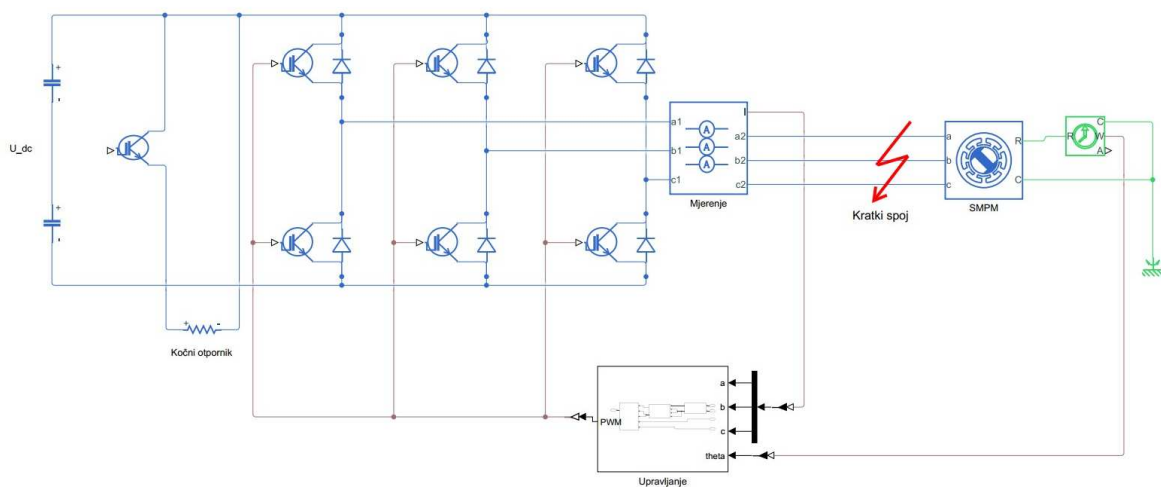 +
-
U_dc
+
-
+ -
Kočni otpornik
a1
b1
c1
I
a2
b2
c2
A
A
A
Mjerenje
Kratki spoj
a
b
c
R
C
SMPM
R
C
W
A
PWM
a
b
c
theta
Upravljanje